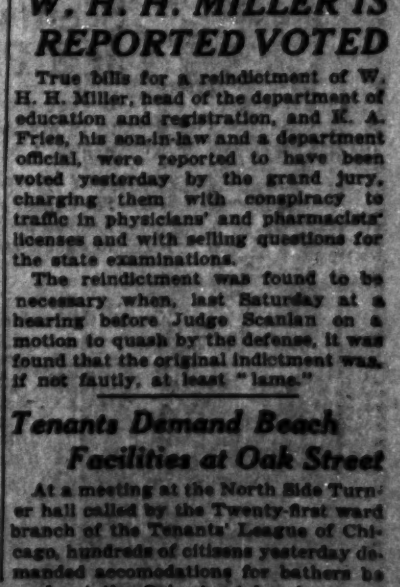 W. H. H. MILLER IS
REPORTED VOTED
True bills for a reindictment of W.
H. H. Miller, head of the department of
education and registration, and K. A.
Fries, his son-in-law and a department
official, were reported to have been
voted yesterday by the grand jury,
charging them with conspiracy to
traffic in physicians' and pharmacists'
licenses and with selling questions for
the state examinations.
The reindictment was found to be
necessary when, last Saturday at a
hearing before Judge Scanlan on a
motion to quash by the defense, it was
found that the original indictment was,
if not fautly, at least "lame."
Tenants Demand Beach
Facilities at Oak Street
At a meeting at the North Side Turn-
er hall called by the Twenty-first ward
branch of the Tenants' League of Chi-
cago, hundreds of citizens yesterday de-
manded accomodations for bathers be